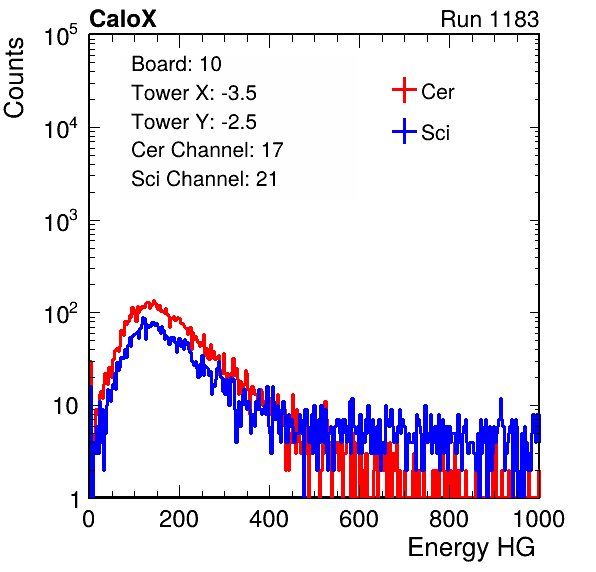 CaloX Run 1183
Counts
10^5
10^4
10^3
10^2
10
1
Board: 10
Tower X: -3.5
Tower Y: -2.5
Cer Channel: 17
Sci Channel: 21
Cer
Sci
0 200 400 600 800 1000
Energy HG